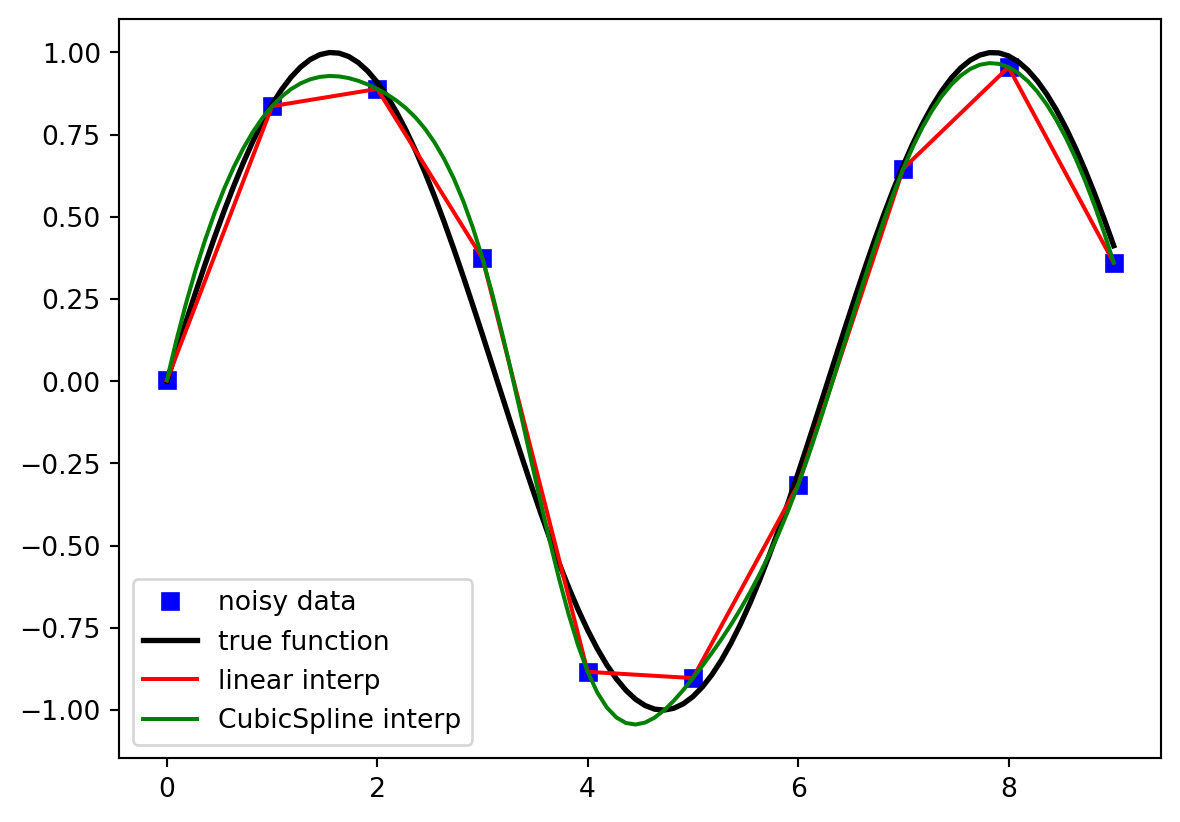 1.00
0.75
0.50
0.25
0.00
−0.25
−0.50
−0.75
−1.00
noisy data
true function
linear interp
CubicSpline interp
0 2 4 6 8